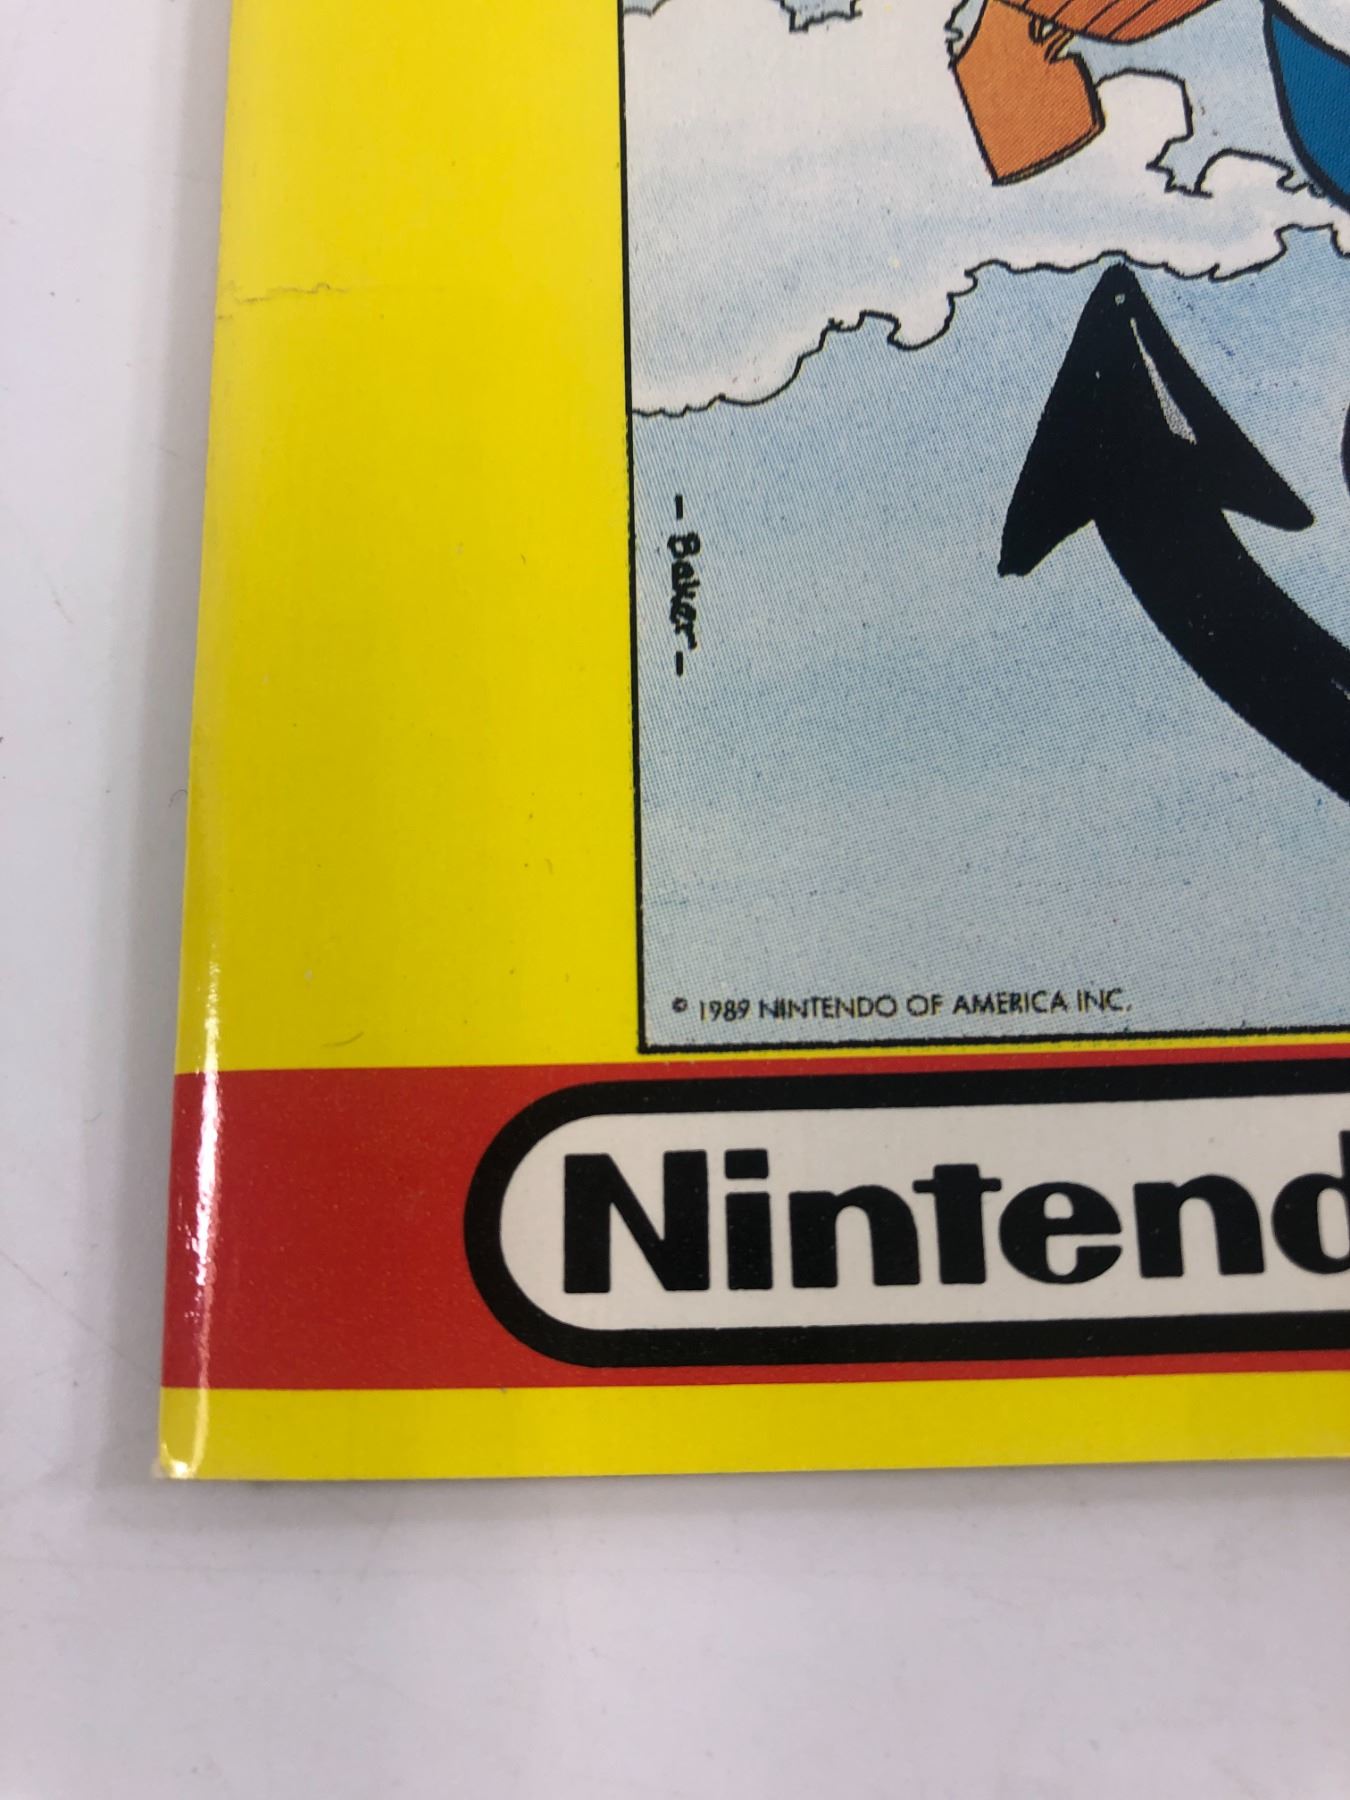 - Baker -
© 1989 NINTENDO OF AMERICA INC.
Nintend